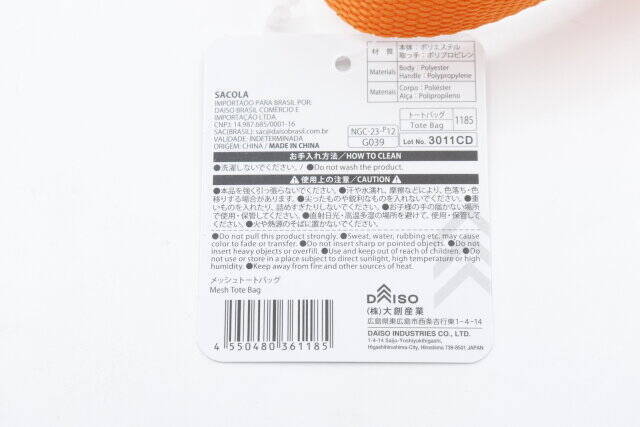 SACOLA
IMPORTADO PARA BRASIL POR:
DAISO BRASIL COMÉRCIO E
IMPORTAÇÃO LTDA
CNPJ: 14.987.685/0001-16
SAC(BRASIL): sac@daisobrasil.com.br
VALIDADE: INDETERMINADA
ORIGEM: CHINA / MADE IN CHINA
材質 本体：ポリエステル
取っ手：ポリプロピレン
Materials Body : Polyester
Handle : Polypropylene
Materials Corpo : Poliéster
Alça : Polipropileno
NGC-23-P12
G039
トートバッグ
Tote Bag
1185
Lot No. 3011CD
お手入れ方法／HOW TO CLEAN
●洗濯しないでください。／ ●Do not wash the product.
使用上の注意／CAUTION
●本品を強く引っ張らないでください。●汗や水濡れ、摩擦などにより、色落ち・色
移りする場合があります。●尖ったものや鋭利なものを入れないでください。●重
いものを入れたり、詰めすぎたりしないでください。●お子様の手の届かない場所
で使用・保管してください。●直射日光・高温多湿の場所を避けて、使用・保管して
ください。●火や熱源のそばに置かないでください。
●Do not pull this product strongly. ●Sweat, water, rubbing etc. may cause
color to fade or transfer. ●Do not insert sharp or pointed objects. ●Do not
insert heavy objects or overfill. ●Use and keep out of reach of children. ●Do
not use or store in a place subject to direct sunlight, high temperature or high
humidity. ●Keep away from fire and other sources of heat.
メッシュトートバッグ
Mesh Tote Bag
4 550480 361185
DAISO
(株)大創産業
広島県東広島市西条吉行東1-4-14
DAISO INDUSTRIES CO., LTD.
1-4-14 Saijo-Yoshiyukihigashi,
Higashihiroshima-City, Hiroshima 739-8501 JAPAN